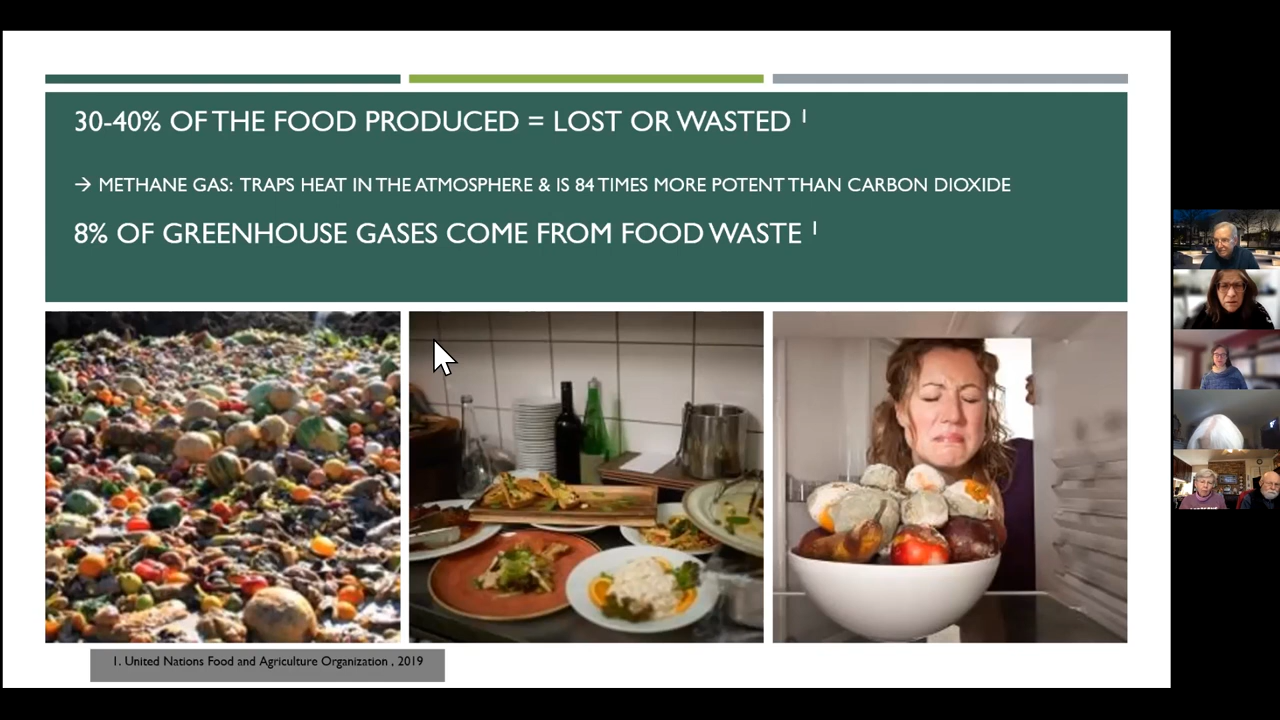 30-40% OF THE FOOD PRODUCED = LOST OR WASTED ¹
→ METHANE GAS: TRAPS HEAT IN THE ATMOSPHERE & IS 84 TIMES MORE POTENT THAN CARBON DIOXIDE
8% OF GREENHOUSE GASES COME FROM FOOD WASTE ¹
1. United Nations Food and Agriculture Organization , 2019